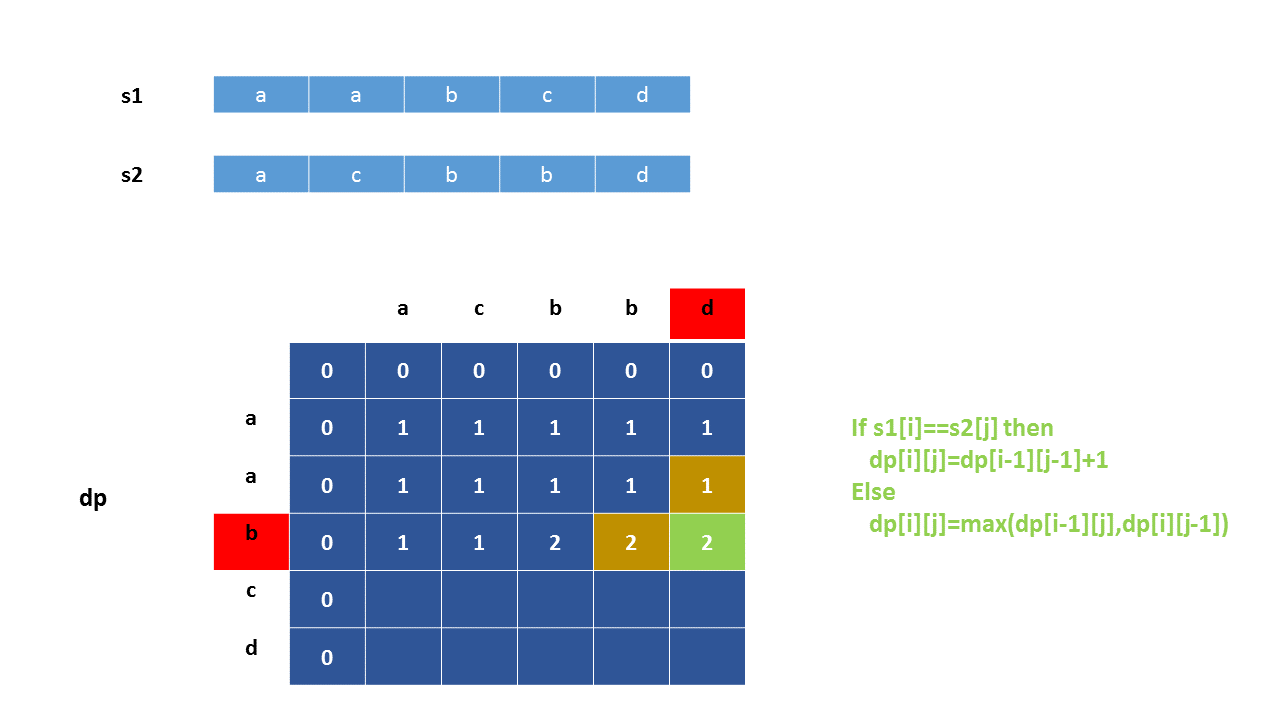 s1 a a b c d
s2 a c b b d
a c b b d
0 0 0 0 0 0
a 0 1 1 1 1 1
a 0 1 1 1 1 1
dp
b 0 1 1 2 2 2
c 0
d 0
If s1[i]==s2[j] then
dp[i][j]=dp[i-1][j-1]+1
Else
dp[i][j]=max(dp[i-1][j],dp[i][j-1])